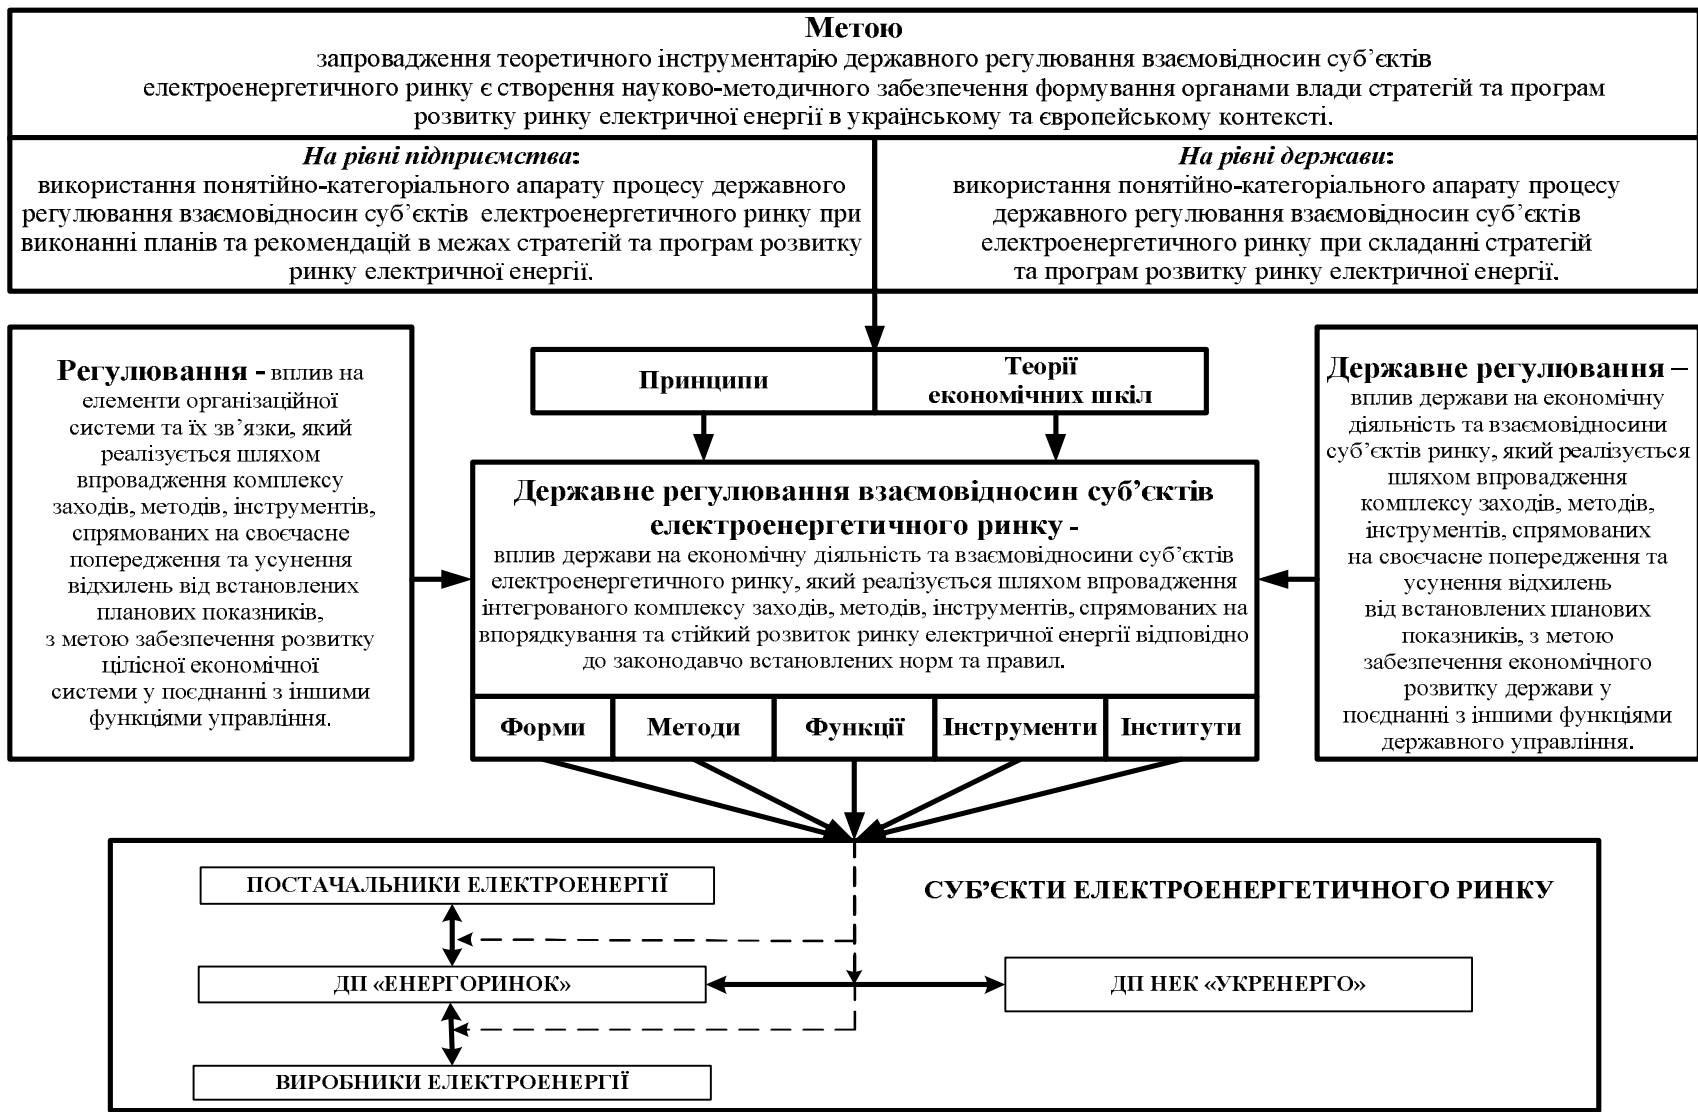 Метою
запровадження теоретичного інструментарію державного регулювання взаємовідносин суб’єктів
електроенергетичного ринку є створення науково-методичного забезпечення формування органами влади стратегій та програм
розвитку ринку електричної енергії в українському та європейському контексті.
На рівні підприємства:
використання понятійно-категоріального апарату процесу державного
регулювання взаємовідносин суб’єктів електроенергетичного ринку при
виконанні планів та рекомендацій в межах стратегій та програм розвитку
ринку електричної енергії.
На рівні держави:
використання понятійно-категоріального апарату процесу
державного регулювання взаємовідносин суб’єктів
електроенергетичного ринку при складанні стратегій
та програм розвитку ринку електричної енергії.
Регулювання - вплив на
елементи організаційної
системи та їх зв’язки, який
реалізується шляхом
впровадження комплексу
заходів, методів, інструментів,
спрямованих на своєчасне
попередження та усунення
відхилень від встановлених
планових показників,
з метою забезпечення розвитку
цілісної економічної
системи у поєднанні з іншими
функціями управління.
Принципи
Теорії
економічних шкіл
Державне регулювання взаємовідносин суб’єктів
електроенергетичного ринку -
вплив держави на економічну діяльність та взаємовідносини суб’єктів
електроенергетичного ринку, який реалізується шляхом впровадження
інтегрованого комплексу заходів, методів, інструментів, спрямованих на
впорядкування та стійкий розвиток ринку електричної енергії відповідно
до законодавчо встановлених норм та правил.
Форми
Методи
Функції
Інструменти
Інститути
Державне регулювання –
вплив держави на економічну
діяльність та взаємовідносини
суб’єктів ринку, який реалізується
шляхом впровадження
комплексу заходів, методів,
інструментів, спрямованих
на своєчасне попередження та
усунення відхилень
від встановлених планових
показників, з метою
забезпечення економічного
розвитку держави у
поєднанні з іншими функціями
державного управління.
ПОСТАЧАЛЬНИКИ ЕЛЕКТРОЕНЕРГІЇ
СУБ’ЄКТИ ЕЛЕКТРОЕНЕРГЕТИЧНОГО РИНКУ
ДП «ЕНЕРГОРИНОК»
ДП НЕК «УКРЕНЕРГО»
ВИРОБНИКИ ЕЛЕКТРОЕНЕРГІЇ